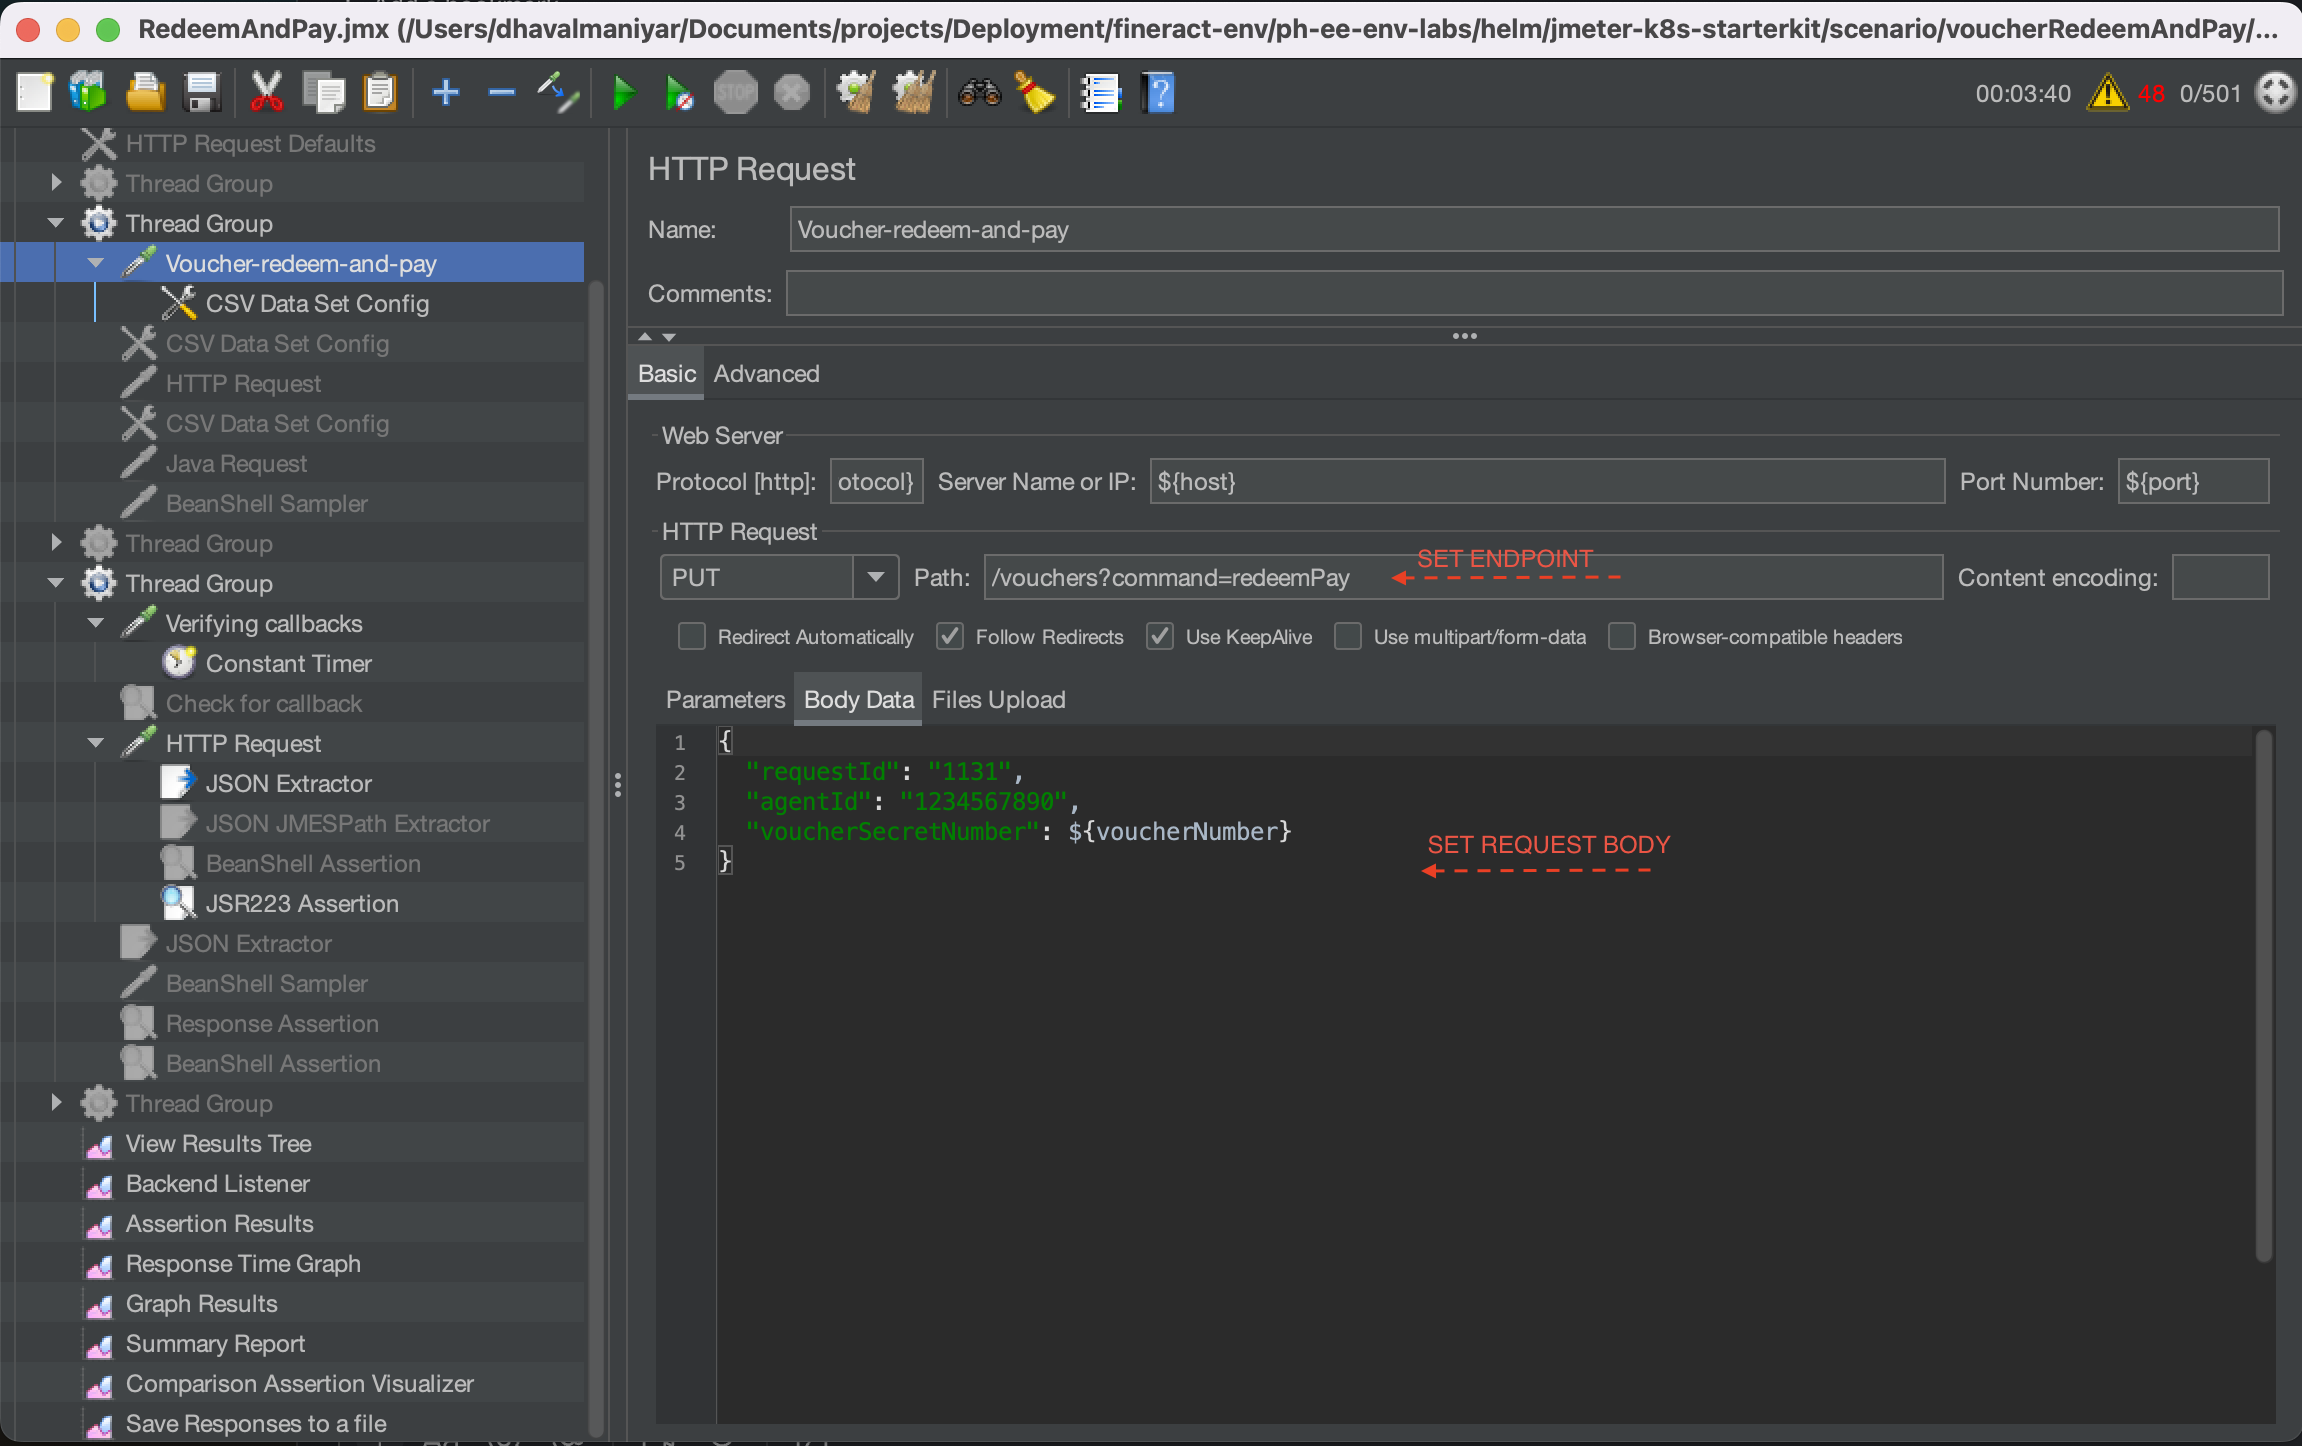 RedeemAndPay.jmx (/Users/dhavalmaniyar/Documents/projects/Deployment/fineract-env/ph-ee-env-labs/helm/jmeter-k8s-starterkit/scenario/voucherRedeemAndPay/...
STOP
00:03:40 48 0/501
HTTP Request Defaults
Thread Group
Thread Group
Voucher-redeem-and-pay
CSV Data Set Config
CSV Data Set Config
HTTP Request
CSV Data Set Config
Java Request
BeanShell Sampler
Thread Group
Thread Group
Verifying callbacks
Constant Timer
Check for callback
HTTP Request
JSON Extractor
JSON JMESPath Extractor
BeanShell Assertion
JSR223 Assertion
JSON Extractor
BeanShell Sampler
Response Assertion
BeanShell Assertion
Thread Group
View Results Tree
Backend Listener
Assertion Results
Response Time Graph
Graph Results
Summary Report
Comparison Assertion Visualizer
Save Responses to a file
HTTP Request
Name: Voucher-redeem-and-pay
Comments:
Basic Advanced
Web Server
Protocol [http]: otocol} Server Name or IP: ${host} Port Number: ${port}
HTTP Request
SET ENDPOINT
PUT Path: /vouchers?command=redeemPay Content encoding:
Redirect Automatically Follow Redirects Use KeepAlive Use multipart/form-data Browser-compatible headers
Parameters Body Data Files Upload
1 {
2 "requestId": "1131",
3 "agentId": "1234567890",
4 "voucherSecretNumber": ${voucherNumber}
SET REQUEST BODY
5 }